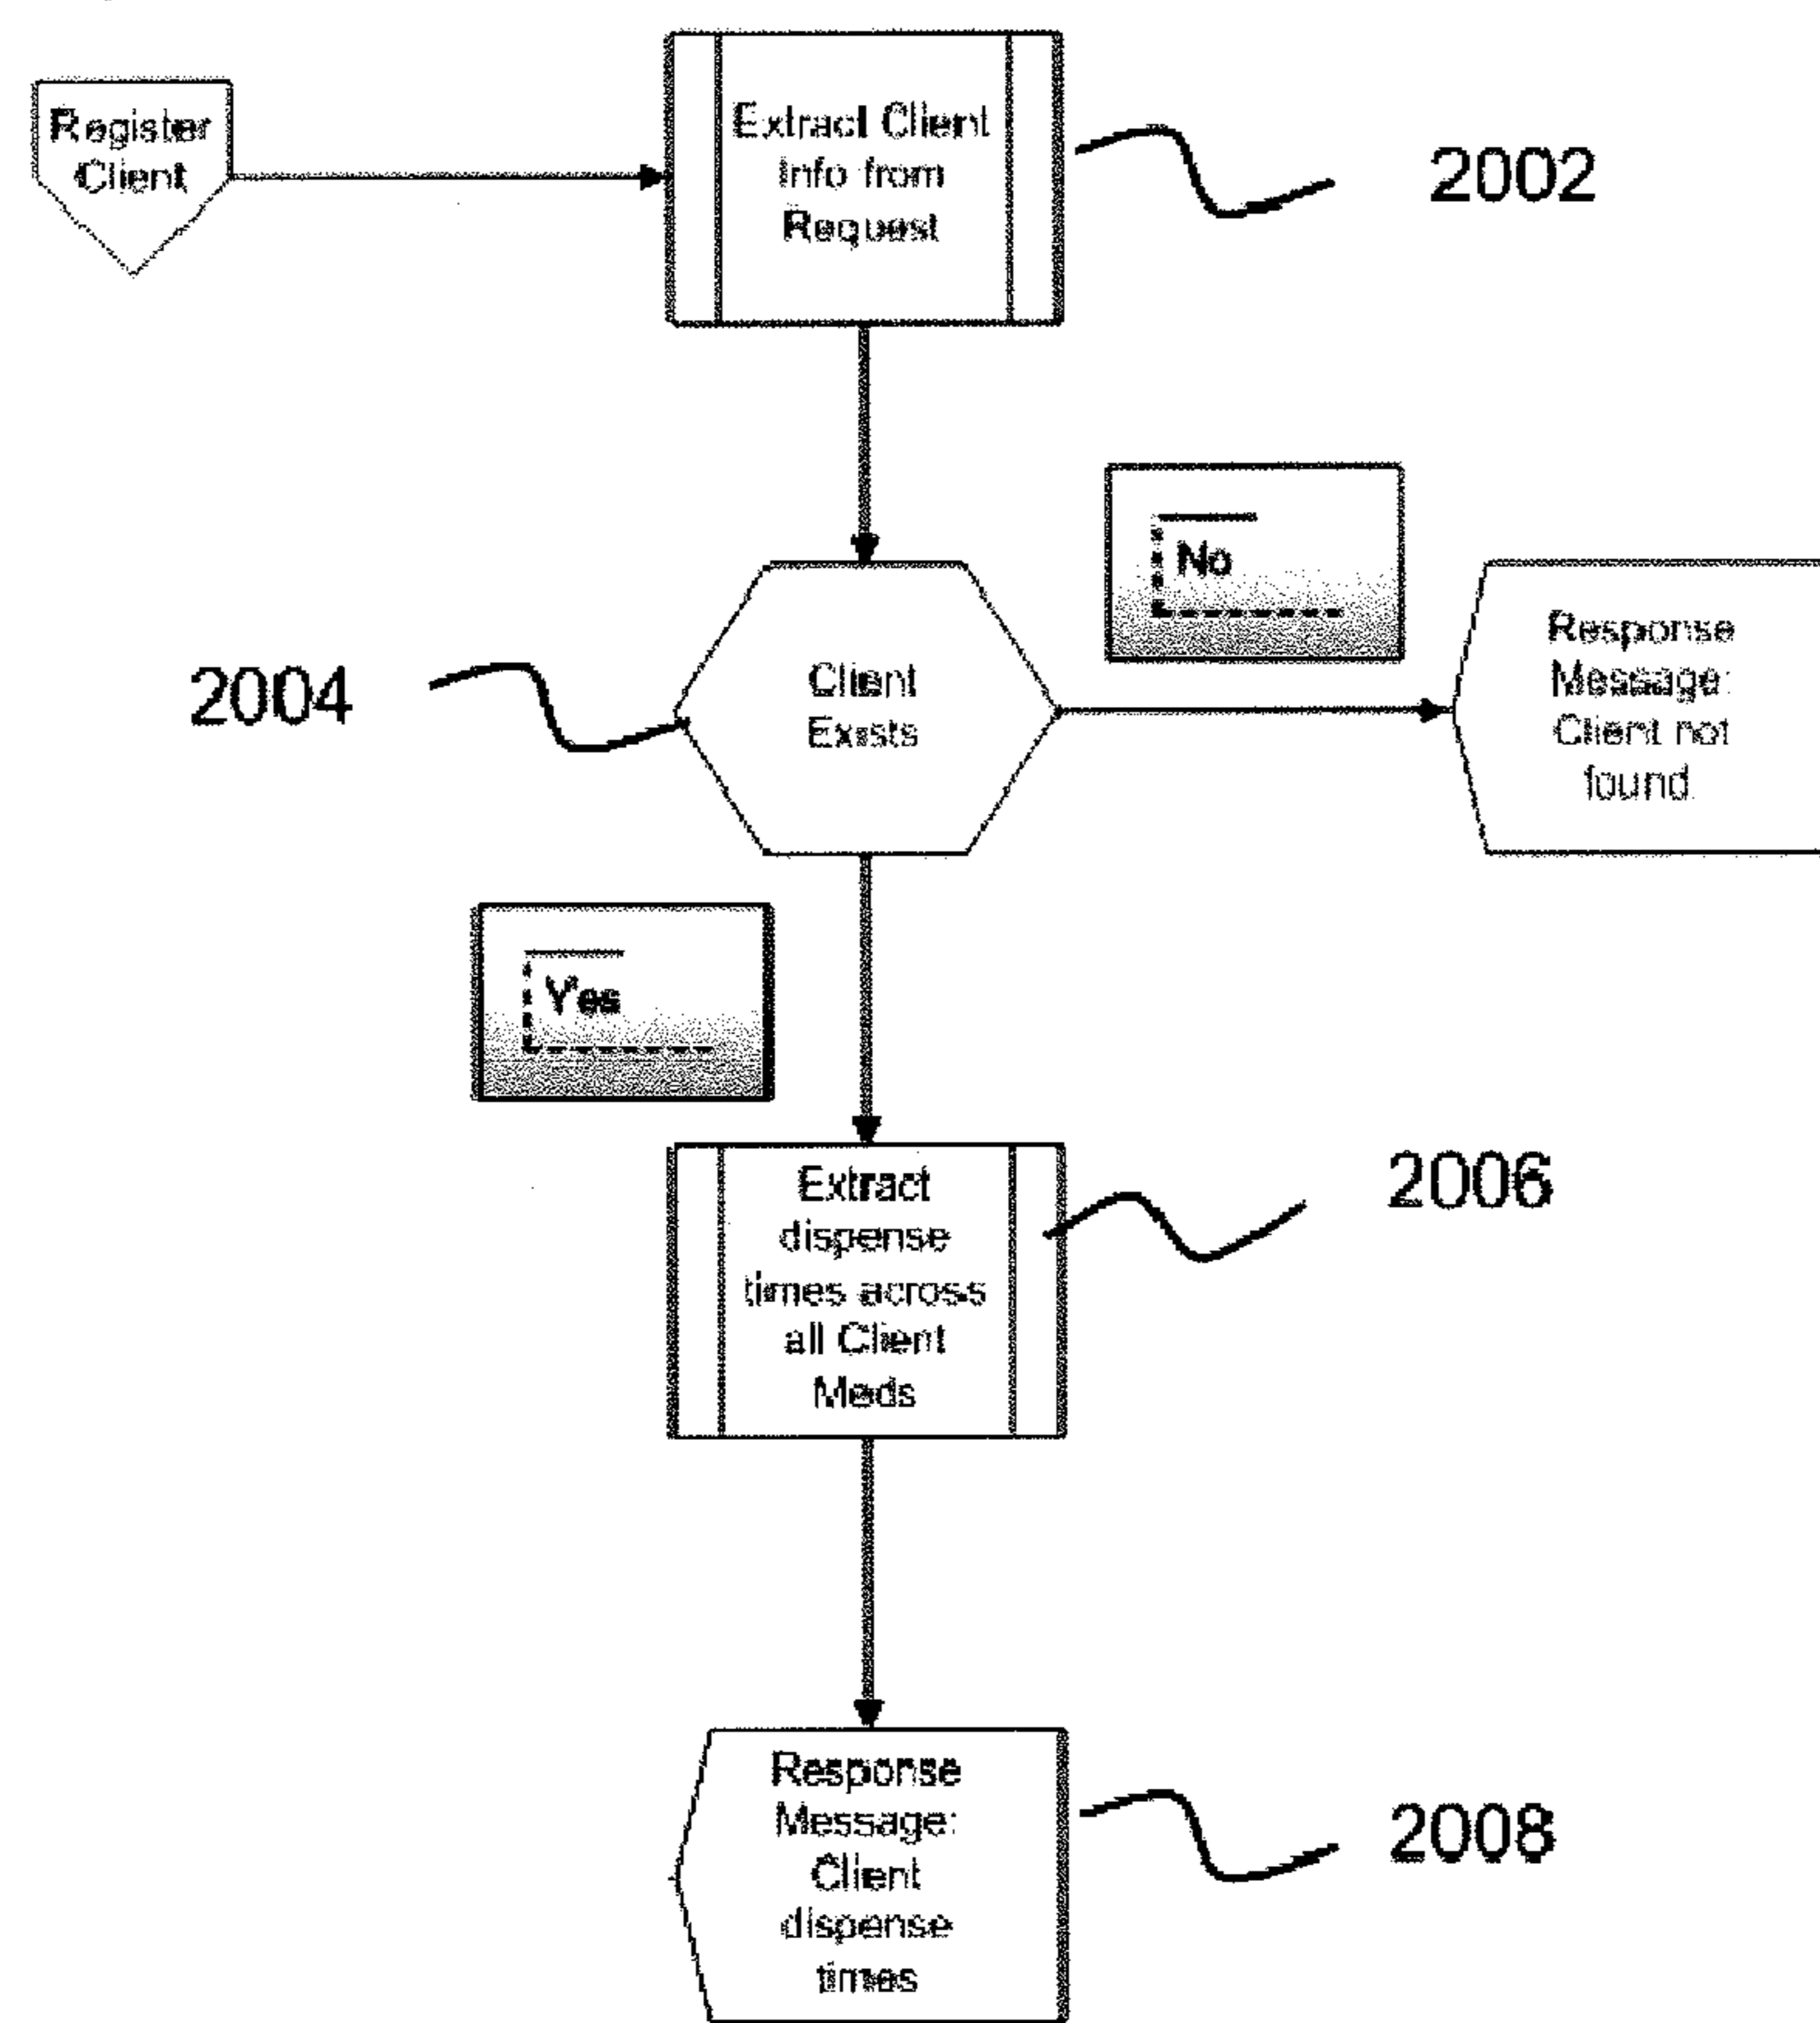 Register
Client
Extract Client
Info from
Request
2002
No
Response
Message:
Client not
found
2004
Client
Exists
Yes
Extract
dispense
times across
all Client
Meds
2006
Response
Message:
Client
dispense
times
2008